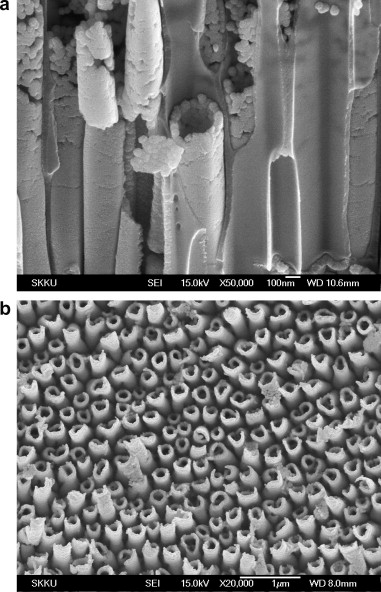 a
SKKU SEI 15.0kV X50,000 100nm WD 10.6mm
b
SKKU SEI 15.0kV X20,000 1μm WD 8.0mm